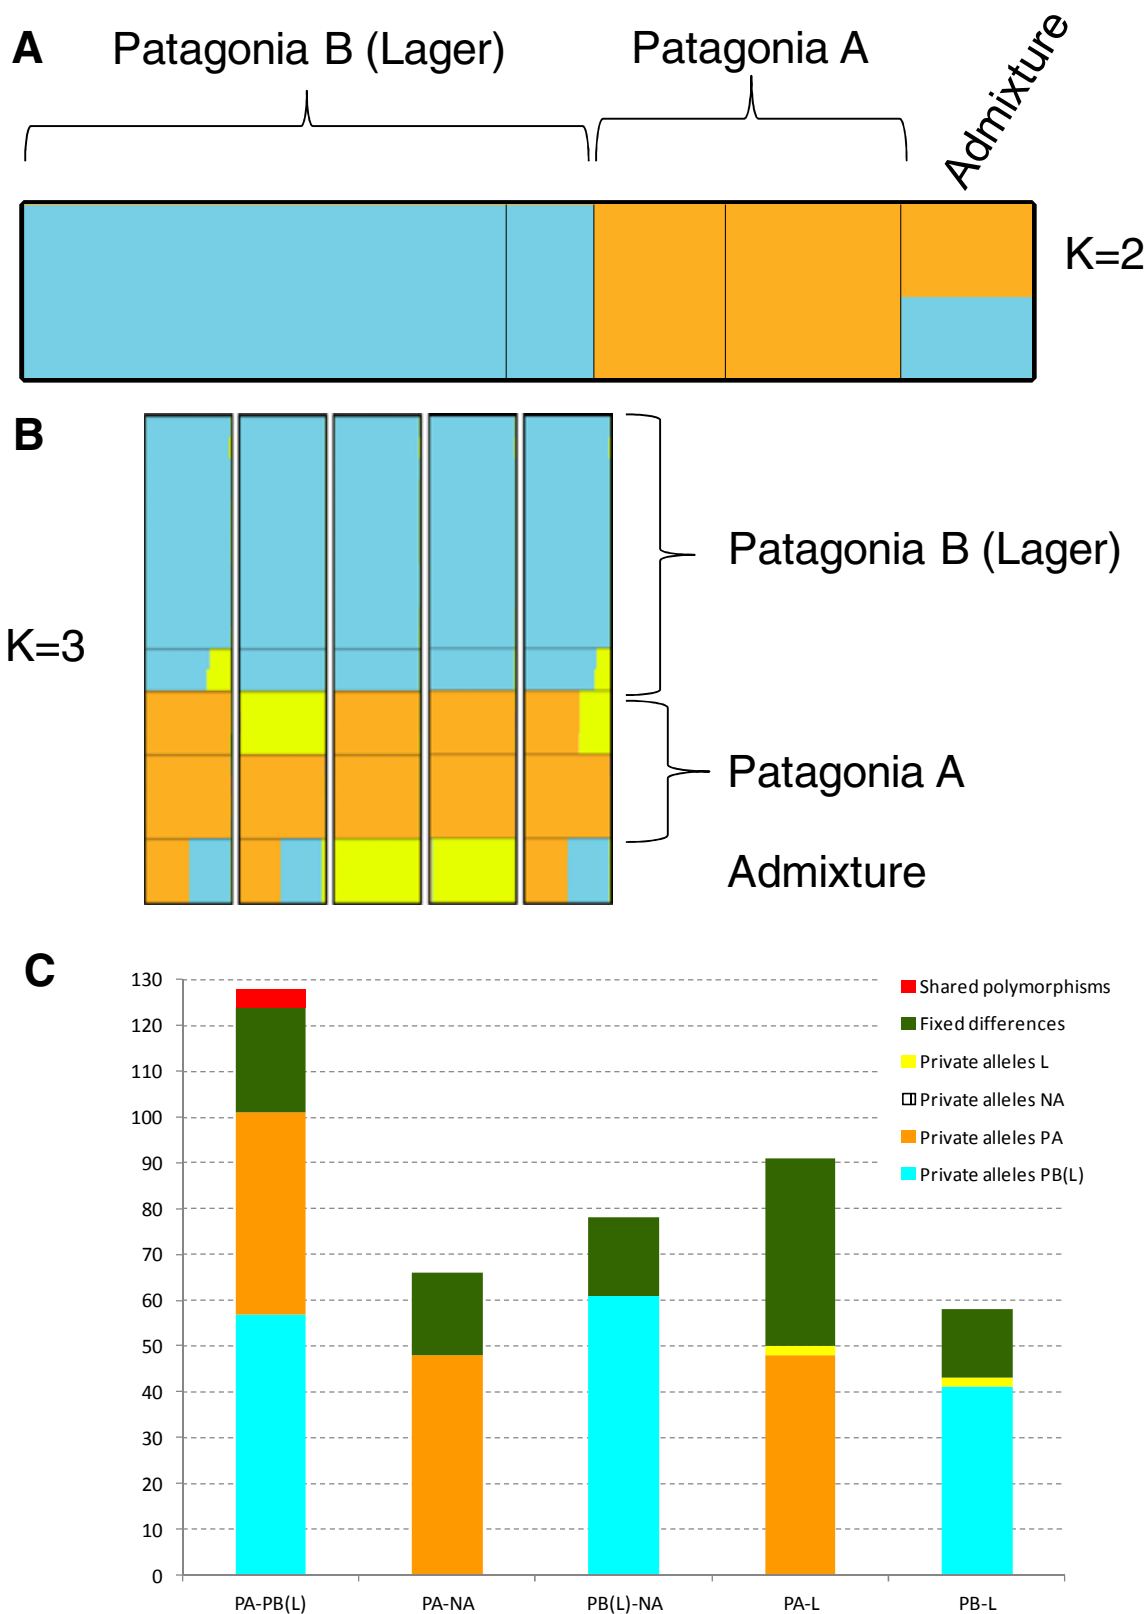 A
Patagonia B (Lager)
Patagonia A
Admixture
K=2
B
K=3
Patagonia B (Lager)
Patagonia A
Admixture
C
130
120
110
100
90
80
70
60
50
40
30
20
10
0
Shared polymorphisms
Fixed differences
Private alleles L
Private alleles NA
Private alleles PA
Private alleles PB(L)
PA-PB(L)
PA-NA
PB(L)-NA
PA-L
PB-L